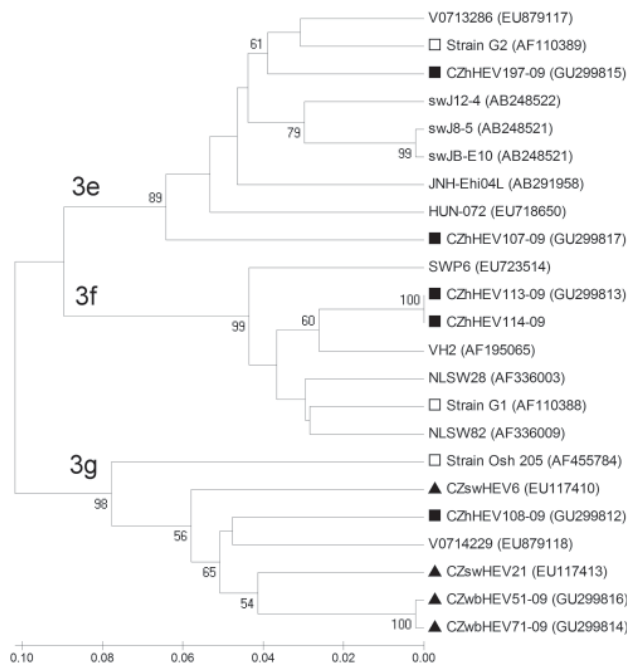 V0713286 (EU879117)
61
Strain G2 (AF110389)
CZhHEV197-09 (GU299815)
swJ12-4 (AB248522)
79
swJ8-5 (AB248521)
99
swJB-E10 (AB248521)
3e
89
JNH-Ehi04L (AB291958)
HUN-072 (EU718650)
CZhHEV107-09 (GU299817)
SWP6 (EU723514)
3f
99
100
CZhHEV113-09 (GU299813)
60
CZhHEV114-09
VH2 (AF195065)
NLSW28 (AF336003)
Strain G1 (AF110388)
NLSW82 (AF336009)
3g
98
Strain Osh 205 (AF455784)
CZswHEV6 (EU117410)
56
CZhHEV108-09 (GU299812)
V0714229 (EU879118)
65
CZswHEV21 (EU117413)
54
CZwbHEV51-09 (GU299816)
100
CZwbHEV71-09 (GU299814)
0.10 0.08 0.06 0.04 0.02 0.00